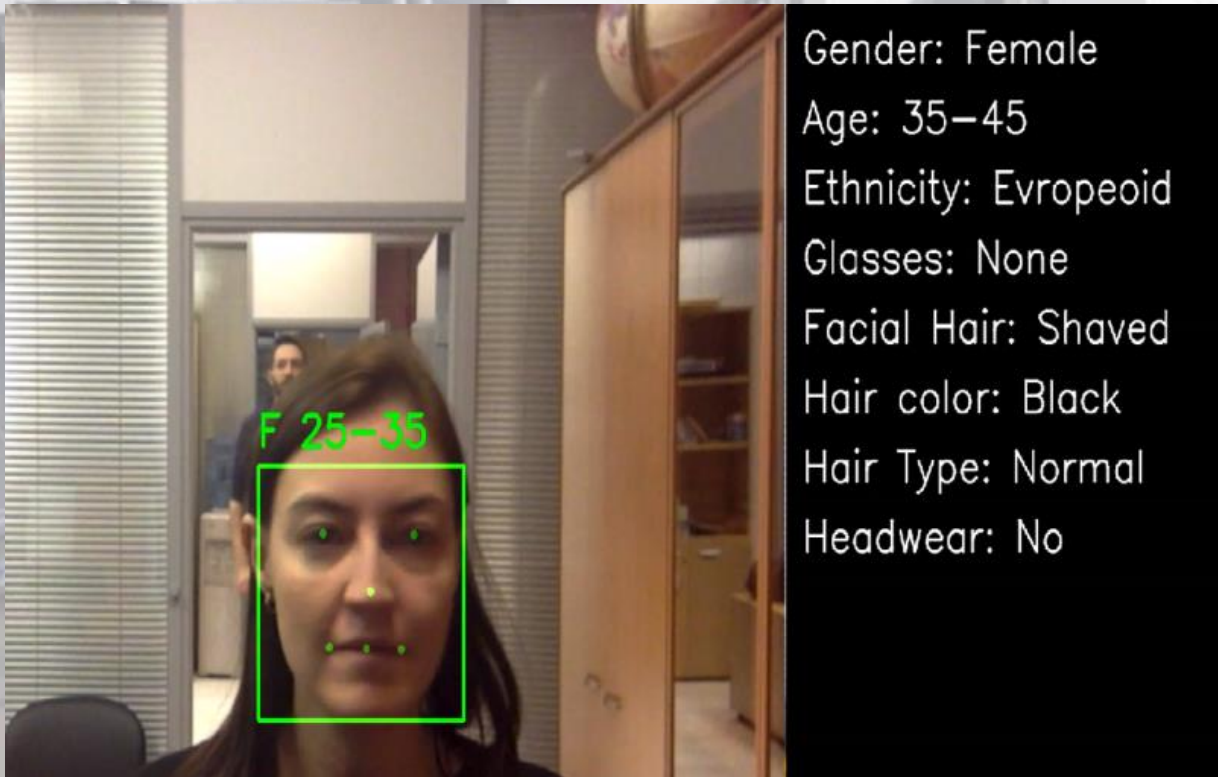 F 25-35
Gender: Female
Age: 35-45
Ethnicity: Evropeoid
Glasses: None
Facial Hair: Shaved
Hair color: Black
Hair Type: Normal
Headwear: No